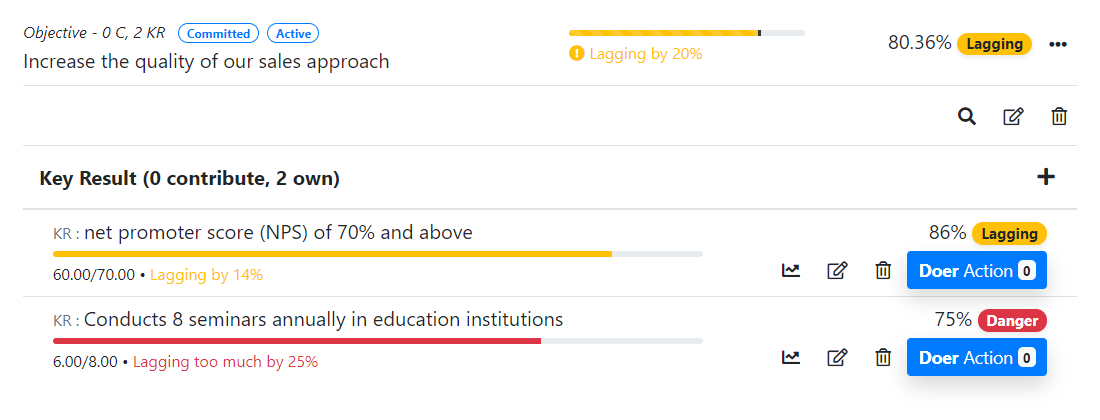 Objective - 0 C, 2 KR Committed Active
Increase the quality of our sales approach
Lagging by 20%
80.36% Lagging
Key Result (0 contribute, 2 own)
KR : net promoter score (NPS) of 70% and above
86% Lagging
60.00/70.00 • Lagging by 14%
Doer Action 0
KR : Conducts 8 seminars annually in education institutions
75% Danger
6.00/8.00 • Lagging too much by 25%
Doer Action 0